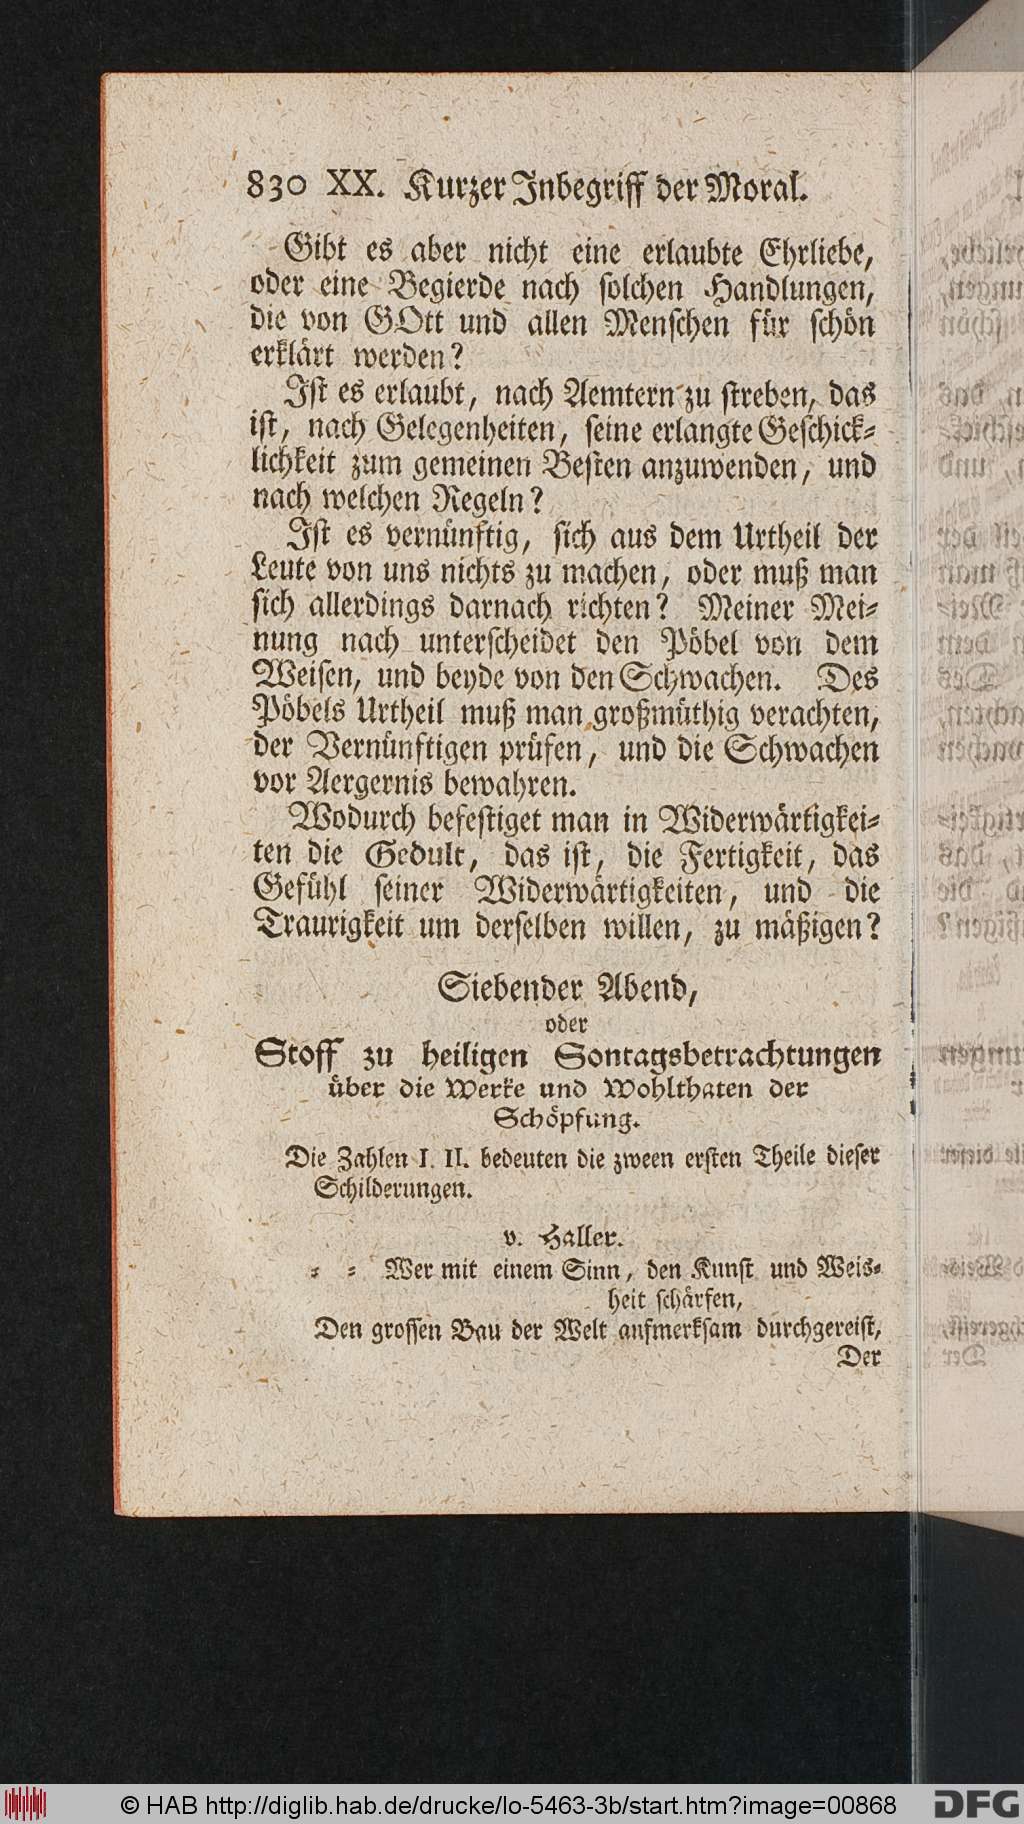 830 XX. Kurzer Inbegriff der Moral.
Gibt es aber nicht eine erlaubte Ehrliebe,
oder eine Begierde nach solchen Handlungen,
die von GOtt und allen Menschen für schön
erklärt werden?
Ist es erlaubt, nach Aemtern zu streben, das
ist, nach Gelegenheiten, seine erlangte Geschick-
lichkeit zum gemeinen Besten anzuwenden, und
nach welchen Regeln?
Ist es vernünftig, sich aus dem Urtheil der
Leute von uns nichts zu machen, oder muß man
sich allerdings darnach richten? Meiner Mei-
nung nach unterscheidet den Pöbel von dem
Weisen, und beyde von den Schwachen. Des
Pöbels Urtheil muß man großmüthig verachten,
der Vernünftigen prüfen, und die Schwachen
vor Aergernis bewahren.
Wodurch befestiget man in Widerwärtigkei-
ten die Gedult, das ist, die Fertigkeit, das
Gefühl seiner Widerwärtigkeiten, und die
Traurigkeit um derselben willen, zu mäßigen?
Siebender Abend,
oder
Stoff zu heiligen Sontagsbetrachtungen
über die Werke und Wohlthaten der
Schöpfung.
Die Zahlen I. II. bedeuten die zween ersten Theile dieser
Schilderungen.
v. Haller.
- - Wer mit einem Sinn, den Kunst und Weis-
heit schärfen,
Den grossen Bau der Welt aufmerksam durchgereist,
Der
© HAB http://diglib.hab.de/drucke/lo-5463-3b/start.htm?image=00868
DFG